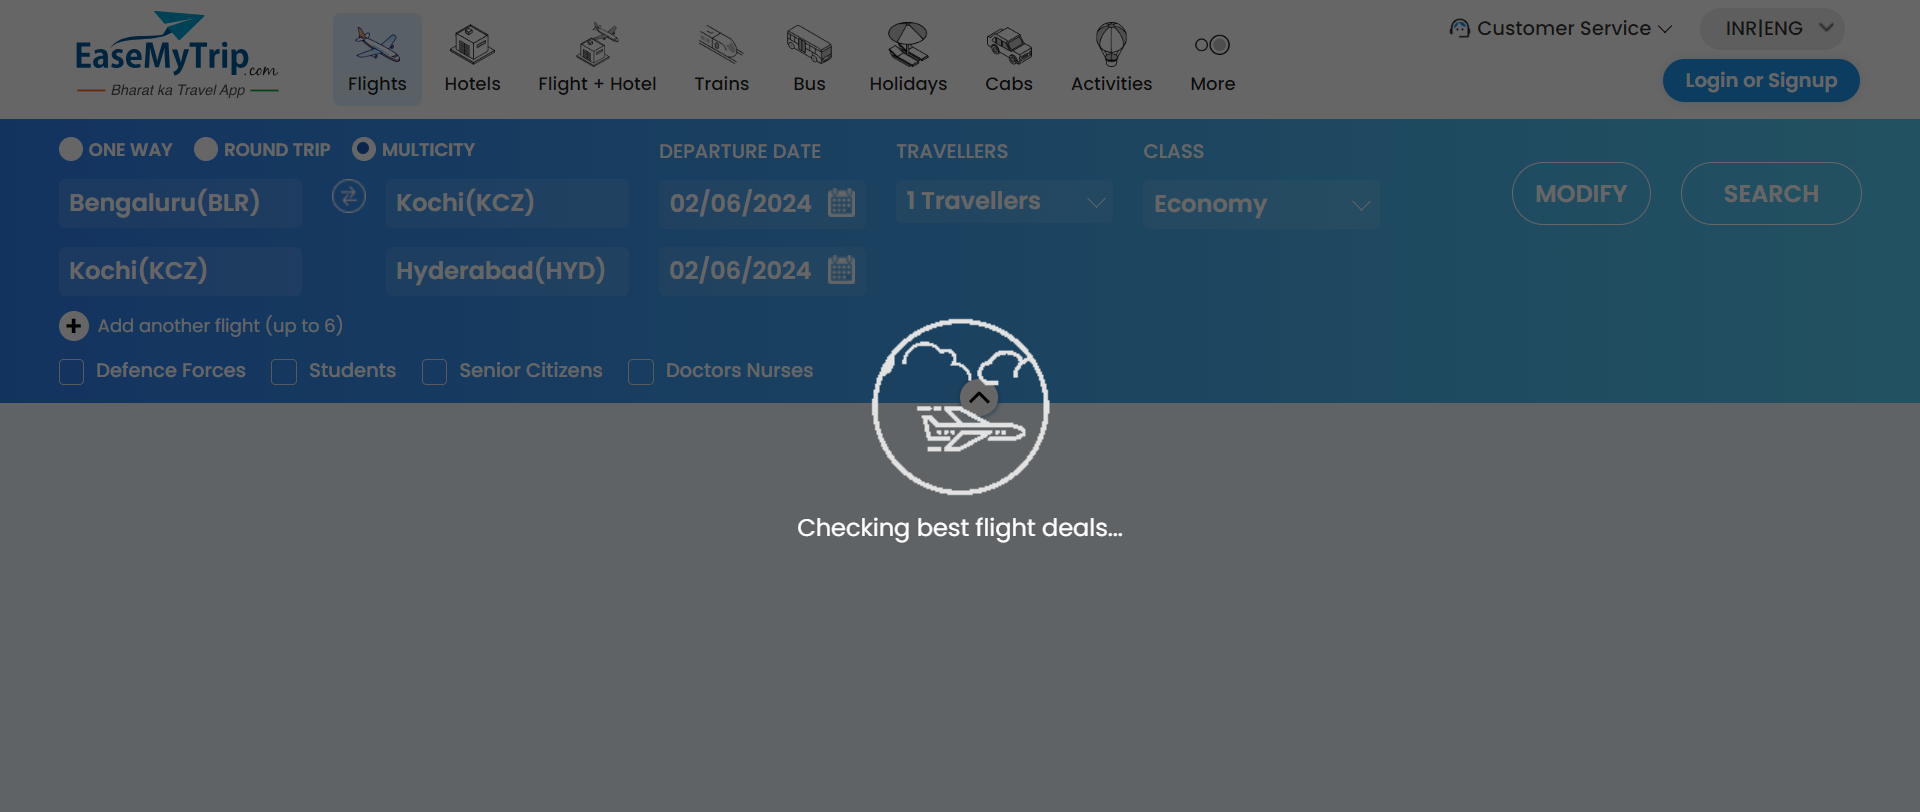 EaseMyTrip.com
Bharat ka Travel App
Flights
Hotels
Flight + Hotel
Trains
Bus
Holidays
Cabs
Activities
More
Customer Service
INR|ENG
Login or Signup
ONE WAY
ROUND TRIP
MULTICITY
DEPARTURE DATE
TRAVELLERS
CLASS
Bengaluru(BLR)
Kochi(KCZ)
02/06/2024
1 Travellers
Economy
MODIFY
SEARCH
Kochi(KCZ)
Hyderabad(HYD)
02/06/2024
Add another flight (up to 6)
Defence Forces
Students
Senior Citizens
Doctors Nurses
Checking best flight deals...